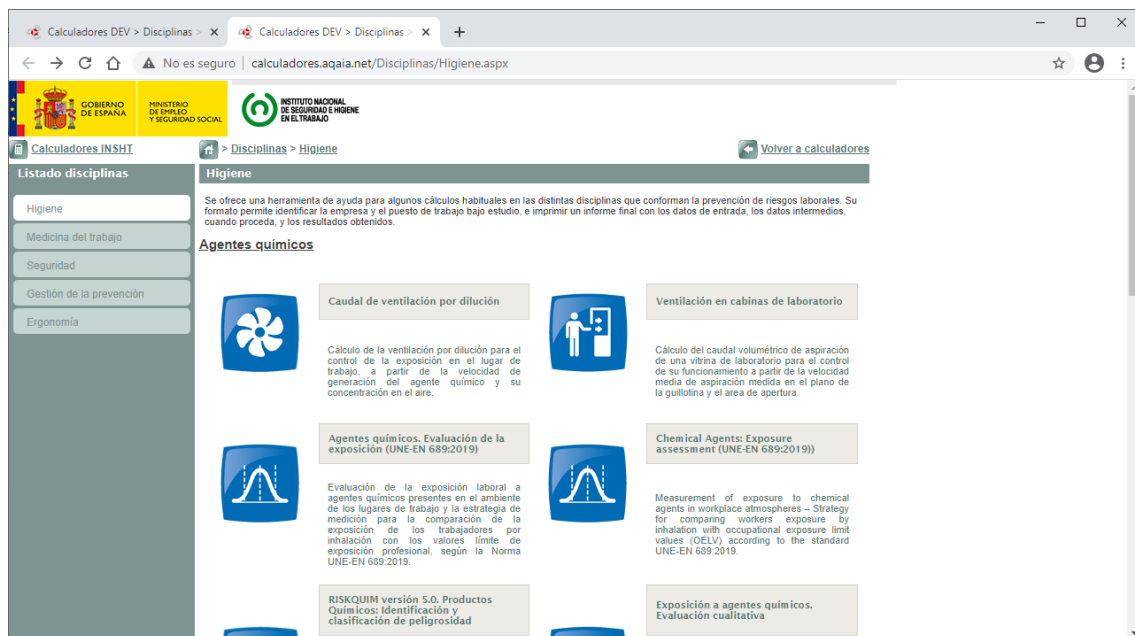 Calculadores DEV > Disciplinas >
Calculadores DEV > Disciplinas >
No es seguro | calculadores.aqaia.net/Disciplinas/Higiene.aspx
GOBIERNO
DE ESPAÑA
MINISTERIO
DE EMPLEO
Y SEGURIDAD SOCIAL
INSTITUTO NACIONAL
DE SEGURIDAD E HIGIENE
EN EL TRABAJO
Calculadores INSHT
> Disciplinas > Higiene
Volver a calculadores
Listado disciplinas
Higiene
Medicina del trabajo
Seguridad
Gestión de la prevención
Ergonomía
Higiene
Se ofrece una herramienta de ayuda para algunos cálculos habituales en las distintas disciplinas que conforman la prevención de riesgos laborales. Su
formato permite identificar la empresa y el puesto de trabajo bajo estudio, e imprimir un informe final con los datos de entrada, los datos intermedios,
cuando proceda, y los resultados obtenidos.
Agentes químicos
Caudal de ventilación por dilución
Cálculo de la ventilación por dilución para el
control de la exposición en el lugar de
trabajo, a partir de la velocidad de
generación del agente químico y su
concentración en el aire.
Ventilación en cabinas de laboratorio
Cálculo del caudal volumétrico de aspiración
de una vitrina de laboratorio para el control
de su funcionamiento a partir de la velocidad
media de aspiración medida en el plano de
la guillotina y el area de apertura.
Agentes químicos. Evaluación de la
exposición (UNE-EN 689:2019)
Evaluación de la exposición laboral a
agentes químicos presentes en el ambiente
de los lugares de trabajo y la estrategia de
medición para la comparación de la
exposición de los trabajadores por
inhalación con los valores límite de
exposición profesional, según la Norma
UNE-EN 689:2019.
Chemical Agents: Exposure
assessment (UNE-EN 689:2019))
Measurement of exposure to chemical
agents in workplace atmospheres – Strategy
for comparing workers exposure by
inhalation with occupational exposure limit
values (OELV) according to the standard
UNE-EN 689:2019.
RISKQUIM versión 5.0. Productos
Químicos: Identificación y
clasificación de peligrosidad
Exposición a agentes químicos.
Evaluación cualitativa